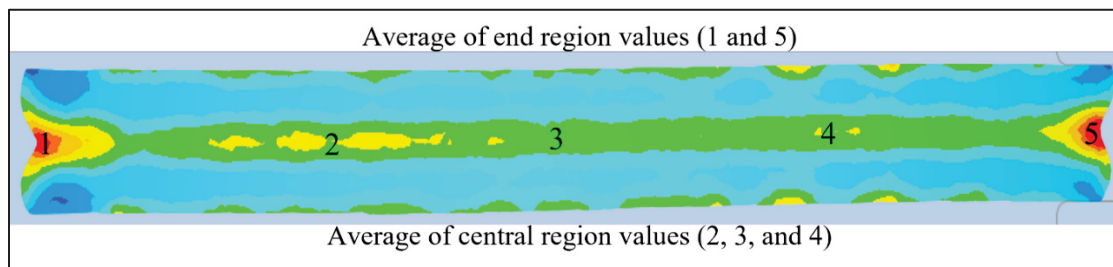 Average of end region values (1 and 5)
1 2 3 4 5
Average of central region values (2, 3, and 4)